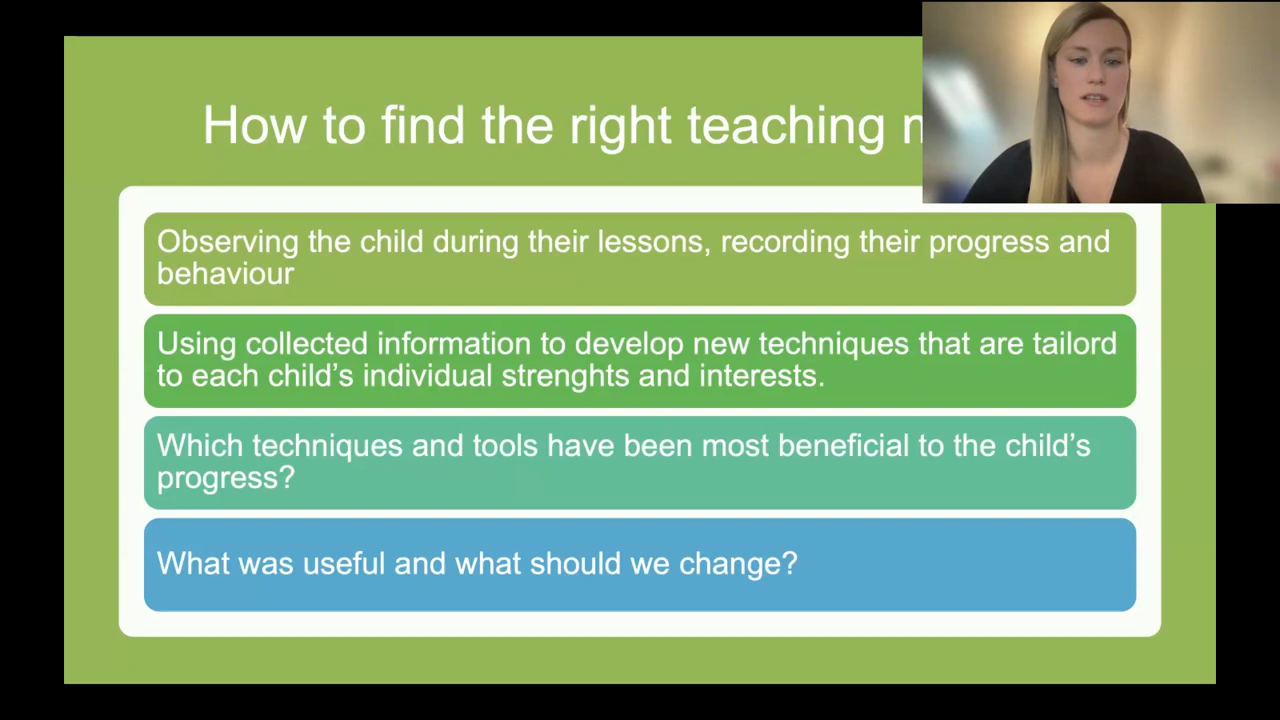 How to find the right teaching
Observing the child during their lessons, recording their progress and
behaviour
Using collected information to develop new techniques that are tailord
to each child’s individual strenghts and interests.
Which techniques and tools have been most beneficial to the child’s
progress?
What was useful and what should we change?